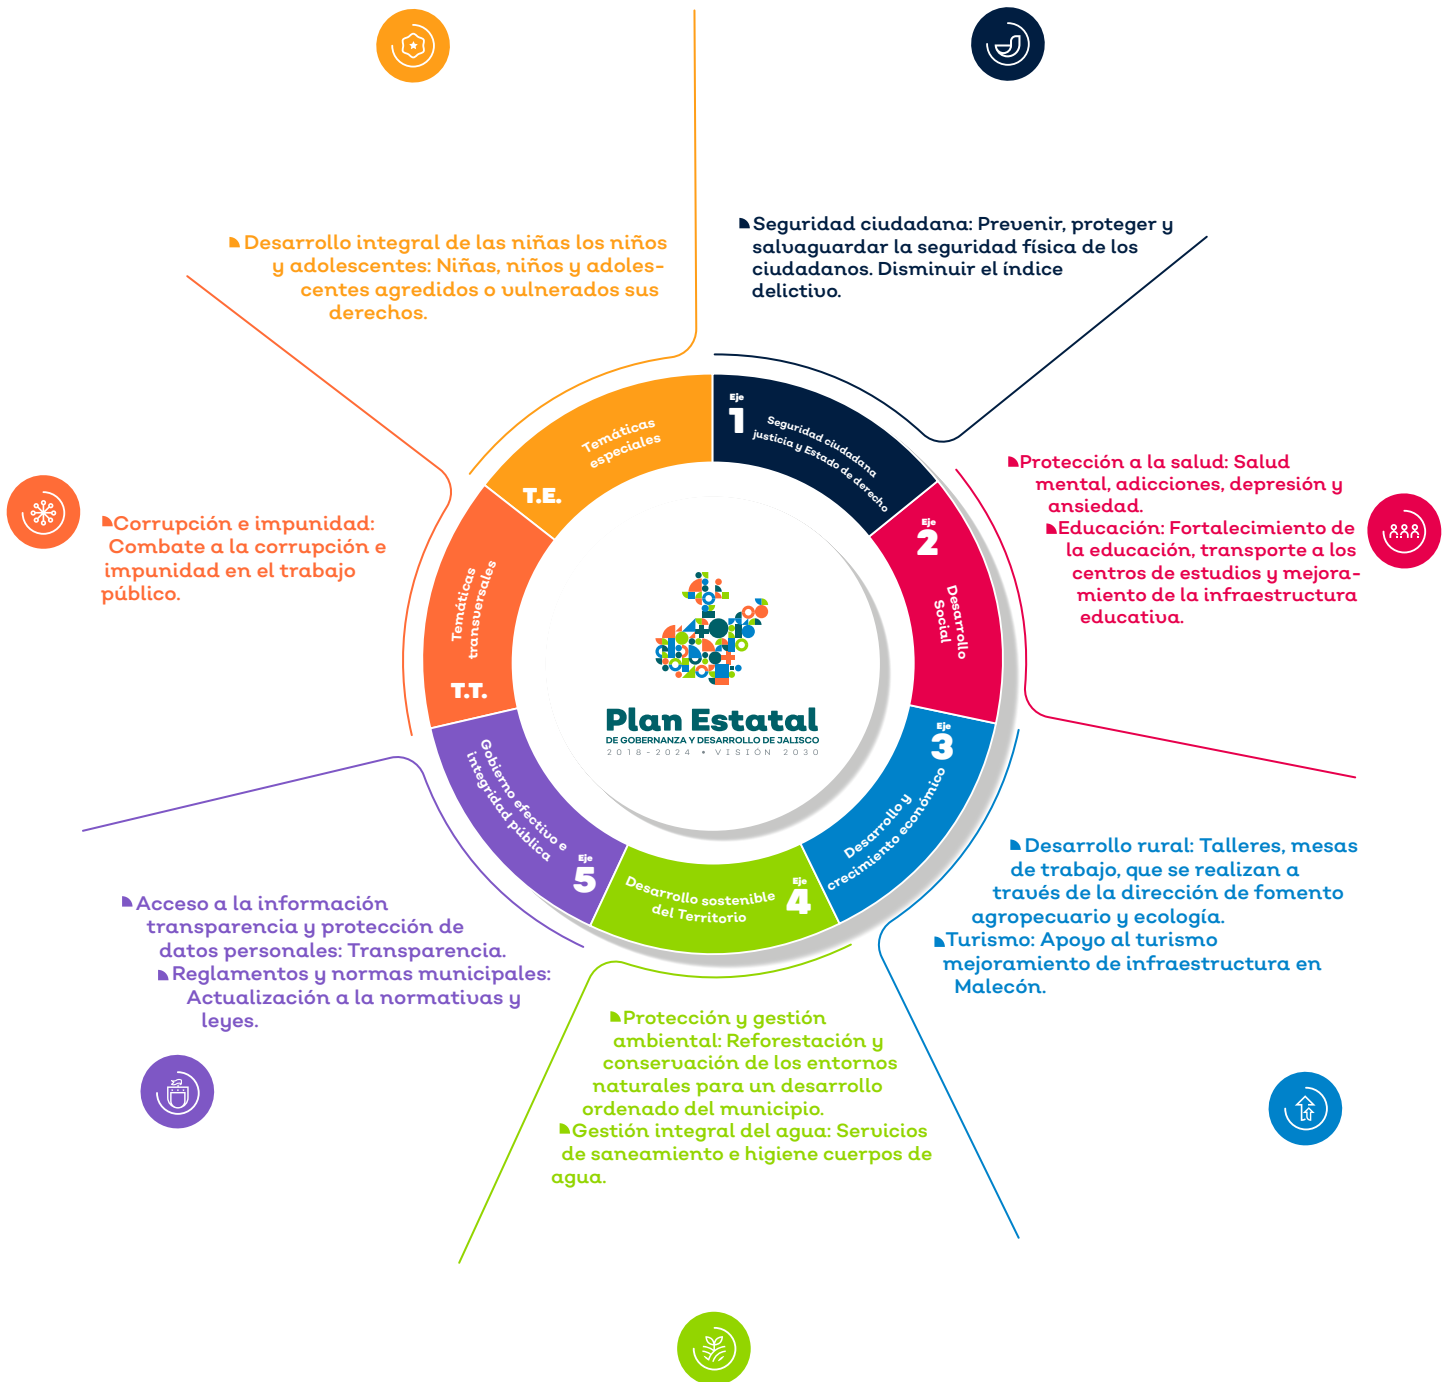 Desarrollo integral de las niñas los niños
y adolescentes: Niñas, niños y adoles-
centes agredidos o vulnerados sus
derechos.
Seguridad ciudadana: Prevenir, proteger y
salvaguardar la seguridad física de los
ciudadanos. Disminuir el índice
delictivo.
Protección a la salud: Salud
mental, adicciones, depresión y
ansiedad.
Educación: Fortalecimiento de
la educación, transporte a los
centros de estudios y mejora-
miento de la infraestructura
educativa.
Desarrollo rural: Talleres, mesas
de trabajo, que se realizan a
través de la dirección de fomento
agropecuario y ecología.
Turismo: Apoyo al turismo
mejoramiento de infraestructura en
Malecón.
Protección y gestión
ambiental: Reforestación y
conservación de los entornos
naturales para un desarrollo
ordenado del municipio.
Gestión integral del agua: Servicios
de saneamiento e higiene cuerpos de
agua.
Acceso a la información
transparencia y protección de
datos personales: Transparencia.
Reglamentos y normas municipales:
Actualización a la normativas y
leyes.
Corrupción e impunidad:
Combate a la corrupción e
impunidad en el trabajo
público.
Temáticas
especiales
T.E.
Eje
1
Seguridad ciudadana
justicia y Estado de derecho
Eje
2
Desarrollo
Social
Eje
3
Desarrollo y
crecimiento económico
Eje
4
Desarrollo sostenible
del Territorio
Eje
5
Gobierno efectivo e
integridad pública
Temáticas
transversales
T.T.
Plan Estatal
DE GOBERNANZA Y DESARROLLO DE JALISCO
2018-2024 • VISIÓN 2030